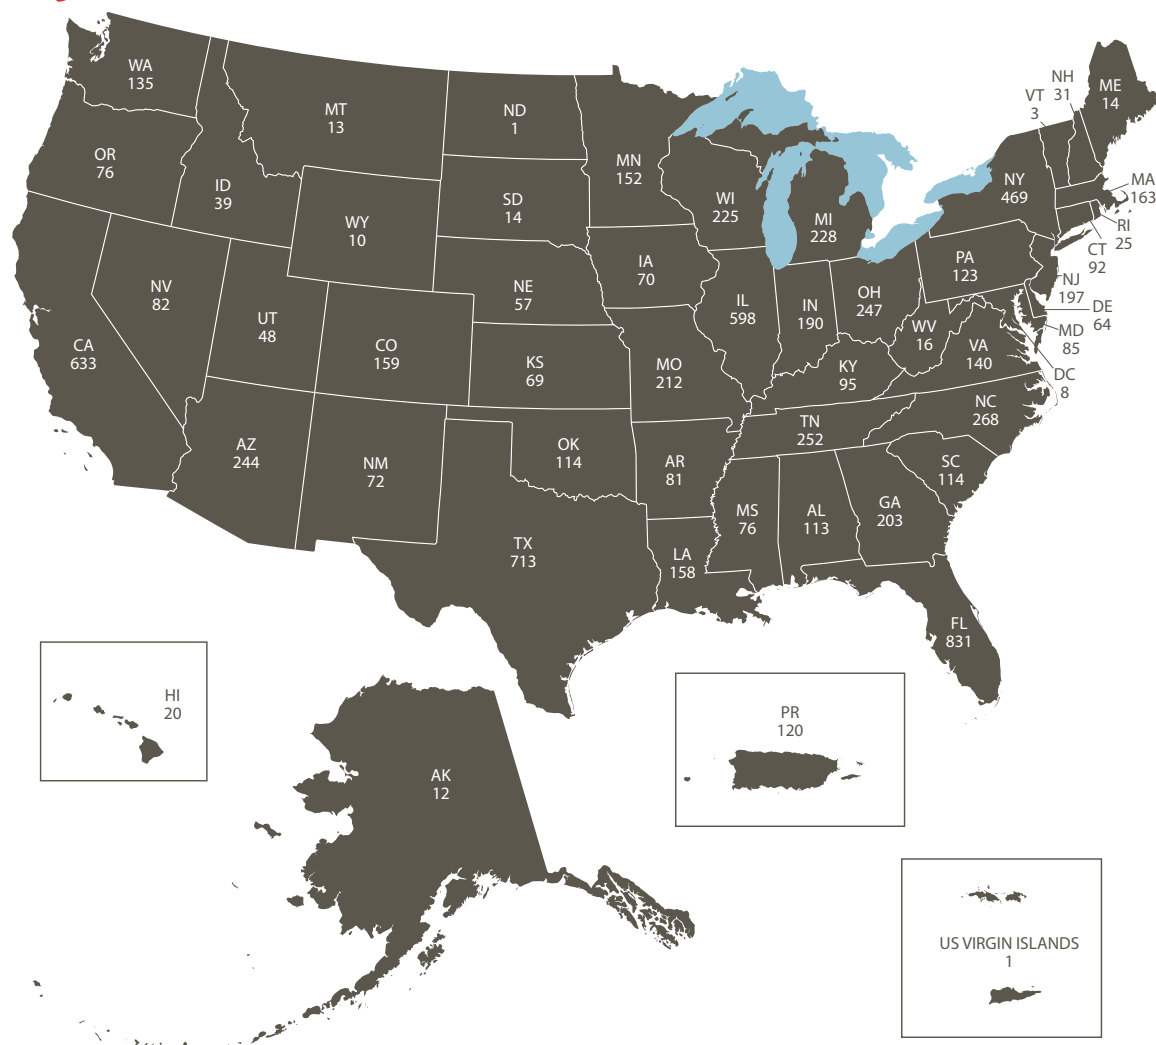 WA
135
MT
13
ND
1
NH
31
VT
3
ME
14
OR
76
ID
39
MN
152
WI
225
MI
228
NY
469
MA
163
SD
14
WY
10
RI
25
CT
92
IA
70
PA
123
NJ
197
DE
64
MD
85
DC
8
NV
82
NE
57
IL
598
IN
190
OH
247
WV
16
VA
140
UT
48
CA
633
CO
159
KS
69
MO
212
KY
95
NC
268
TN
252
AZ
244
NM
72
OK
114
AR
81
SC
114
MS
76
AL
113
GA
203
TX
713
LA
158
FL
831
HI
20
PR
120
AK
12
US VIRGIN ISLANDS
1